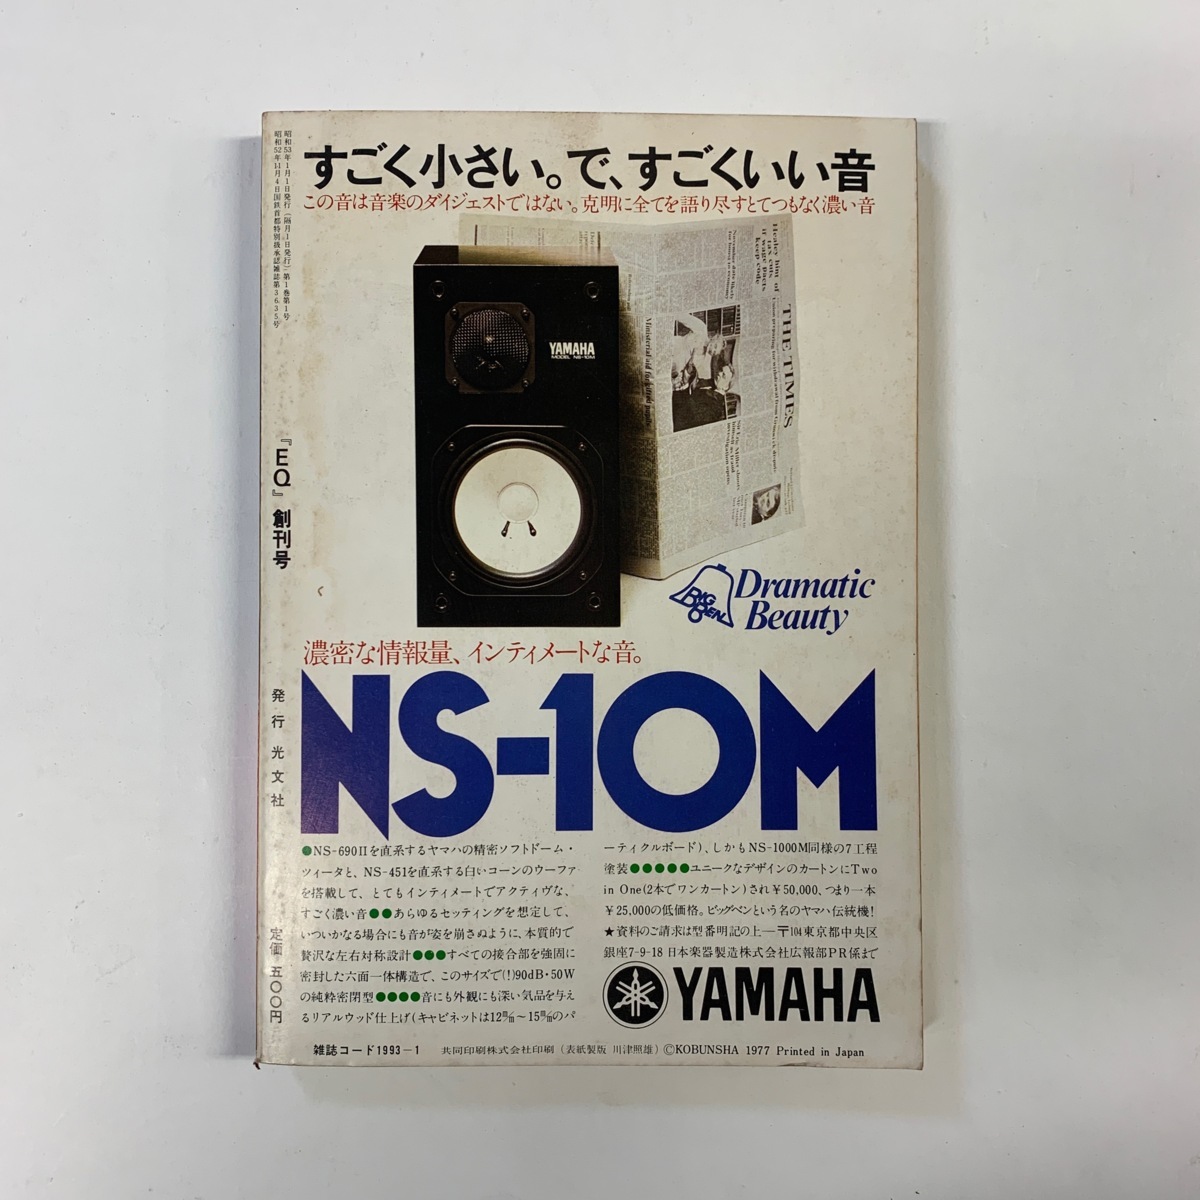 すごく小さい。で、すごくいい音
この音は音楽のダイジェストではない。克明に全てを語り尽すとてつもなく濃い音
昭和53年1月1日発行(隔月1日発行)第1巻第1号
昭和52年11月4日国鉄首都特別扱承認雑誌第3635号
『EQ』創刊号
発行 光文社
定価 五〇〇円
YAMAHA
MODEL NS-10M
THE TIMES
Healey hint of
tax cuts
if wage pacts
keep code
BIG BEN
Dramatic
Beauty
濃密な情報量、インティメートな音。
NS-10M
●NS-690IIを直系するヤマハの精密ソフトドーム・
ツィータと、NS-451を直系する白いコーンのウーファ
を搭載して、とてもインティメートでアクティヴな、
すごく濃い音●●あらゆるセッティングを想定して、
いついかなる場合にも音が姿を崩さぬように、本質的で
贅沢な左右対称設計●●●すべての接合部を強固に
密封した六面一体構造で、このサイズで(!)90dB・50W
の純粋密閉型●●●●音にも外観にも深い気品を与え
るリアルウッド仕上げ(キャビネットは12㎜〜15㎜のパ
ーティクルボード)、しかもNS-1000M同様の7工程
塗装●●●●●ユニークなデザインのカートンにTwo
in One(2本でワンカートン)され¥50,000、つまり一本
¥25,000の低価格。ビッグベンという名のヤマハ伝統機!
★資料のご請求は型番明記の上—〒104東京都中央区
銀座7-9-18 日本楽器製造株式会社広報部PR係まで
YAMAHA
雑誌コード1993-1 共同印刷株式会社印刷(表紙製版 川津照雄)©KOBUNSHA 1977 Printed in Japan